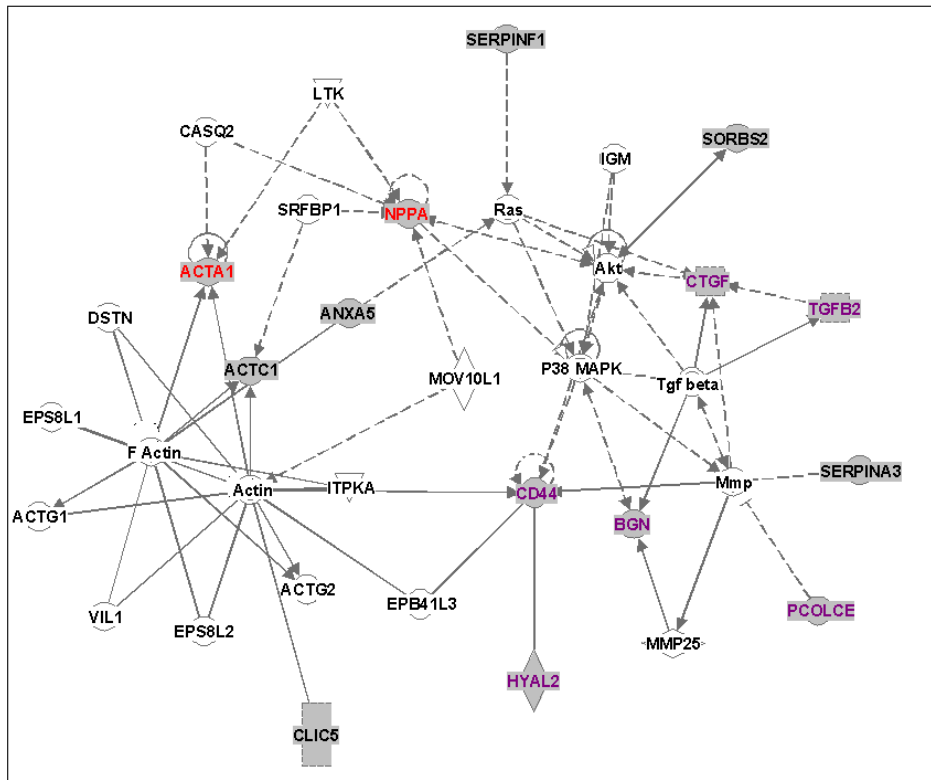 SERPINF1
LTK
CASQ2
SORBS2
IGM
SRFBP1
NPPA
Ras
ACTA1
Akt
CTGF
TGFB2
DSTN
ANXA5
ACTC1
MOV10L1
P38 MAPK
Tgf beta
EPS8L1
F Actin
SERPINA3
Actin
ITPKA
CD44
Mmp
ACTG1
BGN
ACTG2
EPB41L3
VIL1
EPS8L2
PCOLCE
MMP25
HYAL2
CLIC5